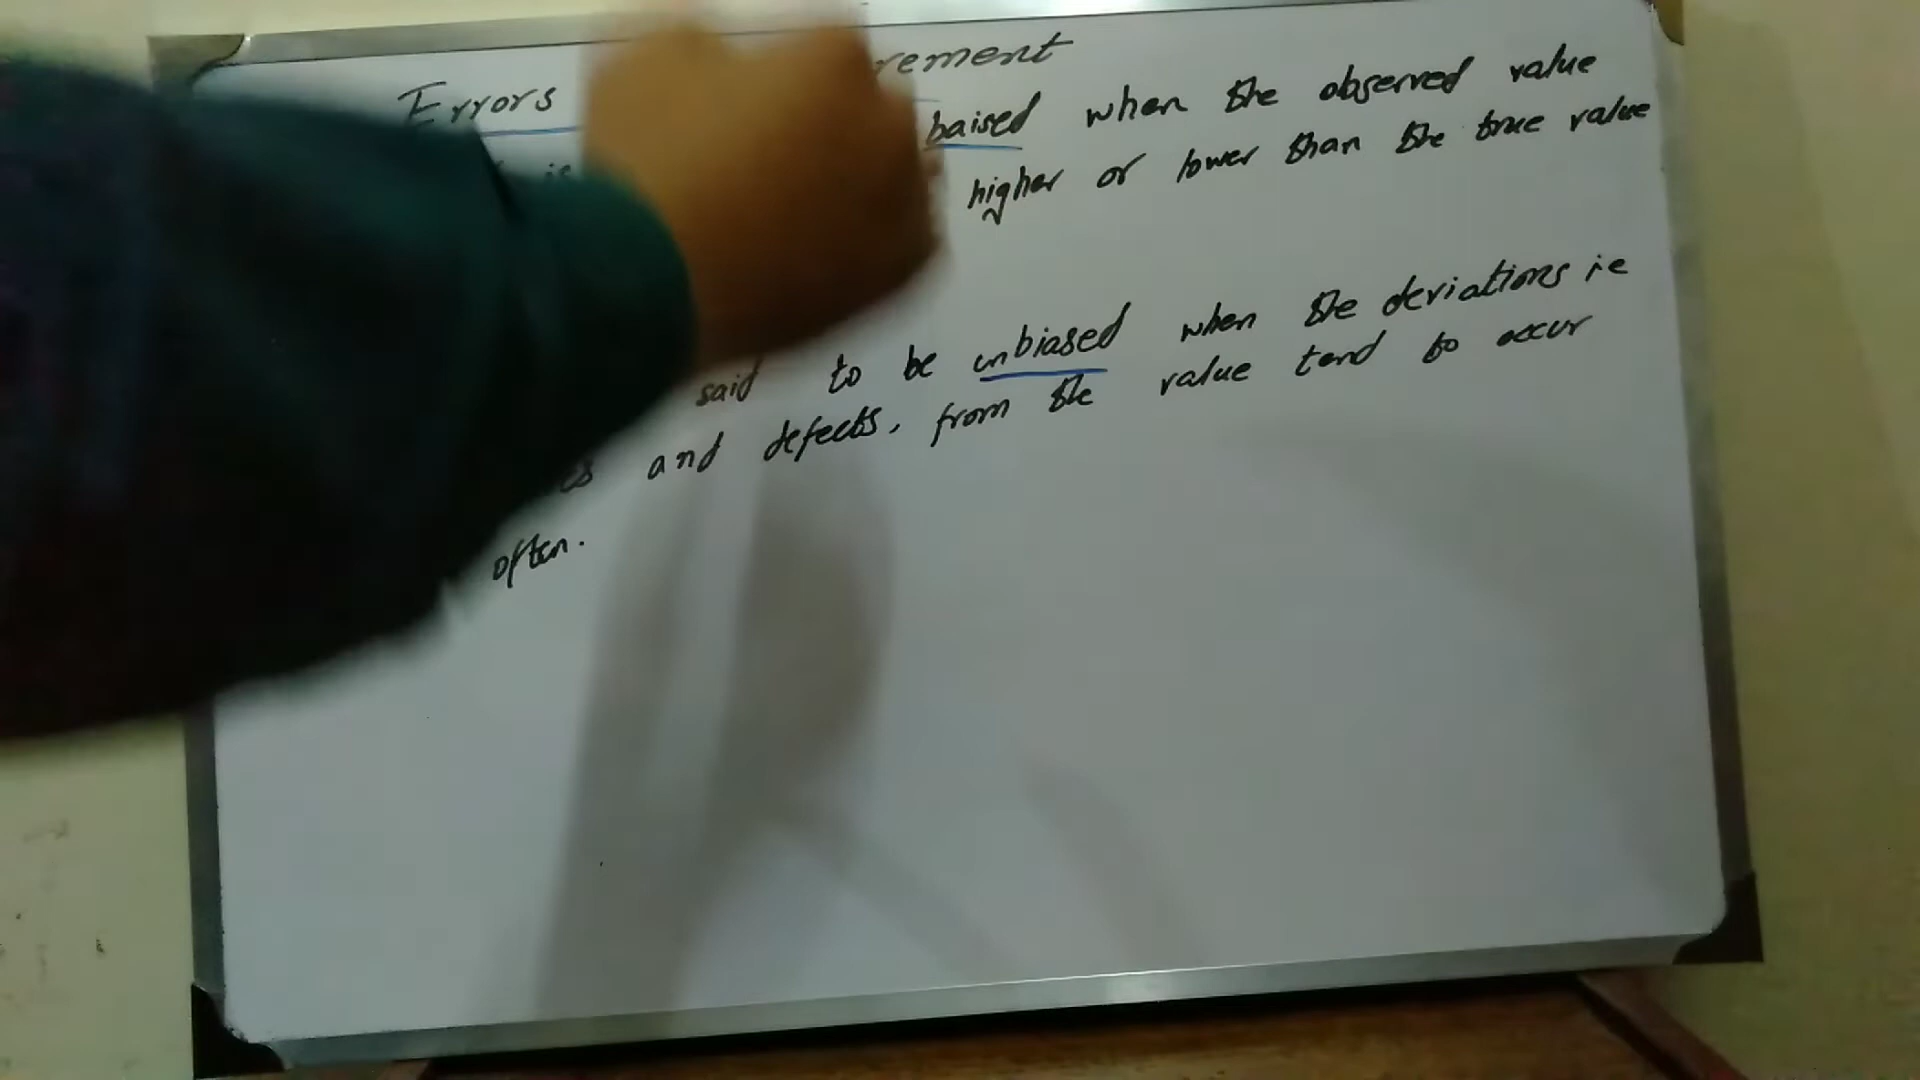 Errors
baised when the observed value
higher or lower than the true value
said to be unbiased when the deviations ie
and defects, from the value tend to occur
often.